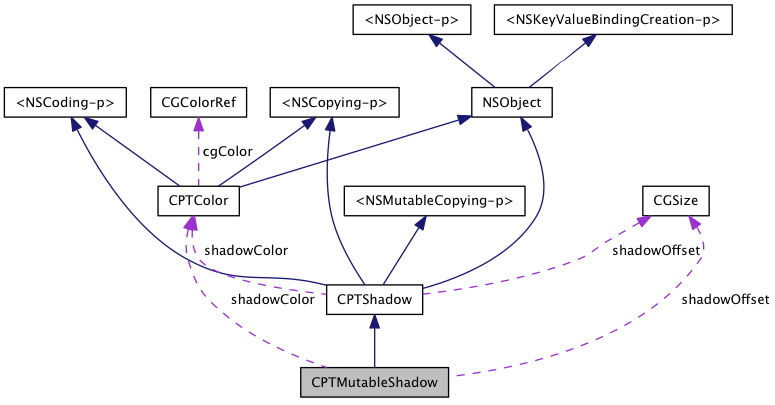 <NSObject-p>
<NSKeyValueBindingCreation-p>
<NSCoding-p>
CGColorRef
<NSCopying-p>
NSObject
cgColor
CPTColor
<NSMutableCopying-p>
CGSize
shadowColor
shadowOffset
CPTShadow
shadowColor
shadowOffset
CPTMutableShadow